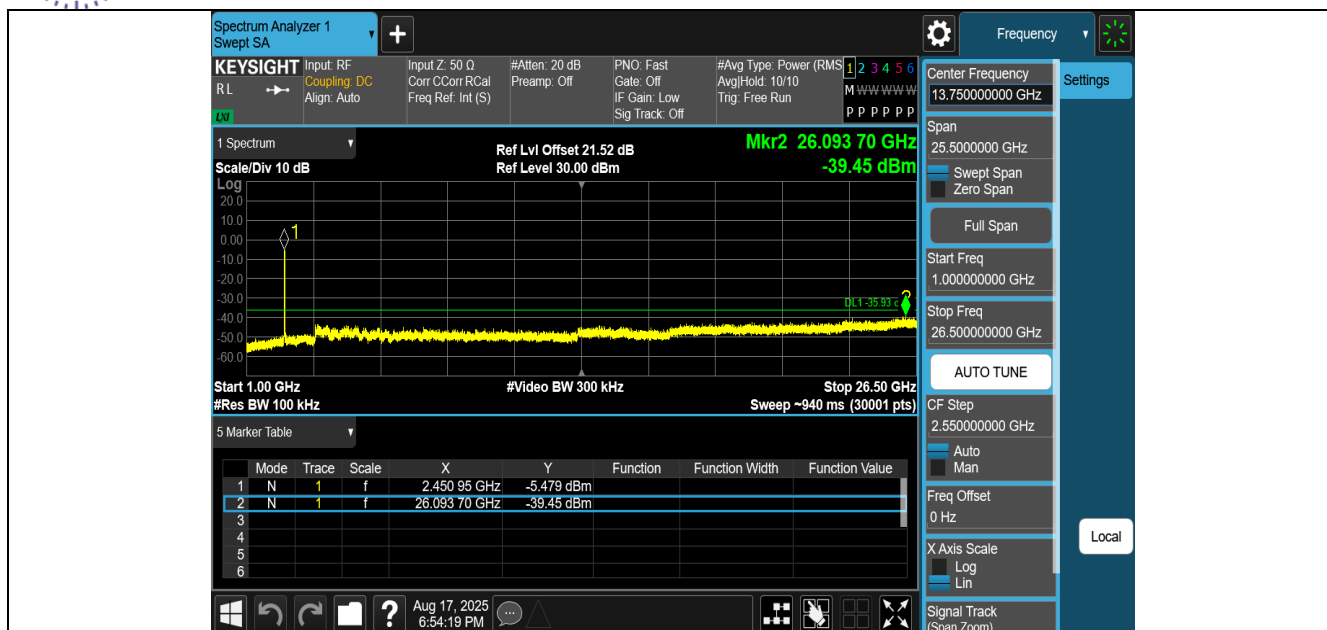 Spectrum Analyzer 1
Swept SA
+
Frequency
KEYSIGHT
R L
LXI
Input: RF
Coupling: DC
Align: Auto
Input Z: 50 Ω
Corr CCorr RCal
Freq Ref: Int (S)
#Atten: 20 dB
Preamp: Off
PNO: Fast
Gate: Off
IF Gain: Low
Sig Track: Off
#Avg Type: Power (RMS
Avg|Hold: 10/10
Trig: Free Run
1 2 3 4 5 6
M W W W W W
P P P P P P
Center Frequency
13.750000000 GHz
Settings
Span
25.5000000 GHz
Swept Span
Zero Span
Full Span
Start Freq
1.000000000 GHz
Stop Freq
26.500000000 GHz
AUTO TUNE
CF Step
2.550000000 GHz
Auto
Man
Freq Offset
0 Hz
X Axis Scale
Log
Lin
Signal Track
(Span Zoom)
Local
1 Spectrum
Scale/Div 10 dB
Ref Lvl Offset 21.52 dB
Ref Level 30.00 dBm
Mkr2 26.093 70 GHz
-39.45 dBm
Log
20.0
10.0
0.00
-10.0
-20.0
-30.0
-40.0
-50.0
-60.0
1
2
DL1 -35.93
Start 1.00 GHz
#Video BW 300 kHz
Stop 26.50 GHz
#Res BW 100 kHz
Sweep ~940 ms (30001 pts)
5 Marker Table
Mode Trace Scale X Y Function Function Width Function Value
1 N 1 f 2.450 95 GHz -5.479 dBm
2 N 1 f 26.093 70 GHz -39.45 dBm
3
4
5
6
?
Aug 17, 2025
6:54:19 PM